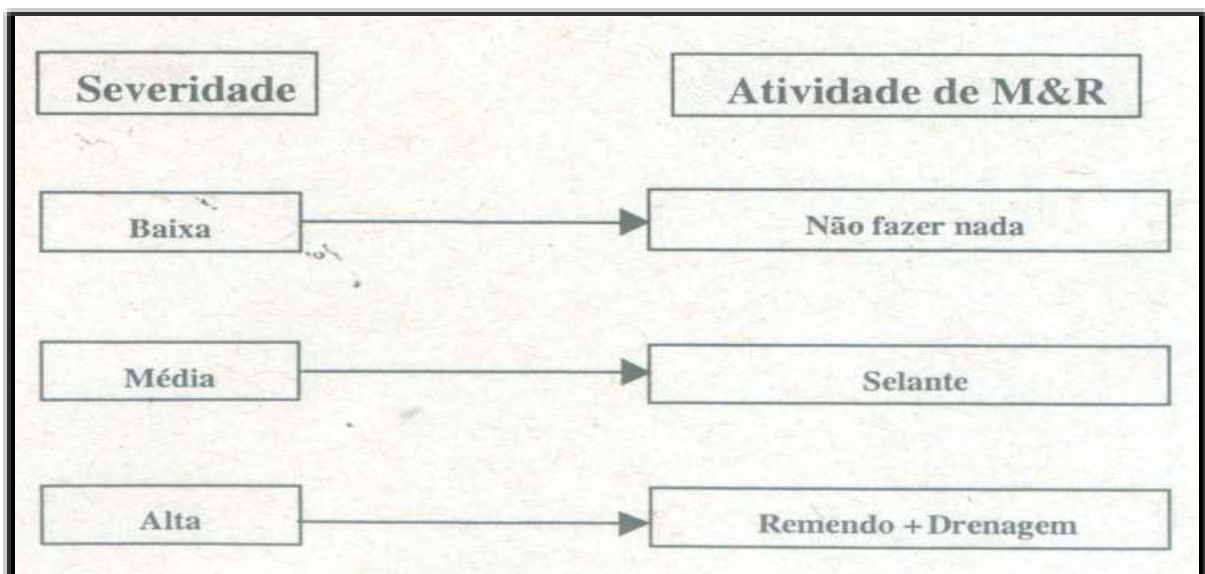 Severidade
Atividade de M&R
Baixa
Não fazer nada
Média
Selante
Alta
Remendo + Drenagem